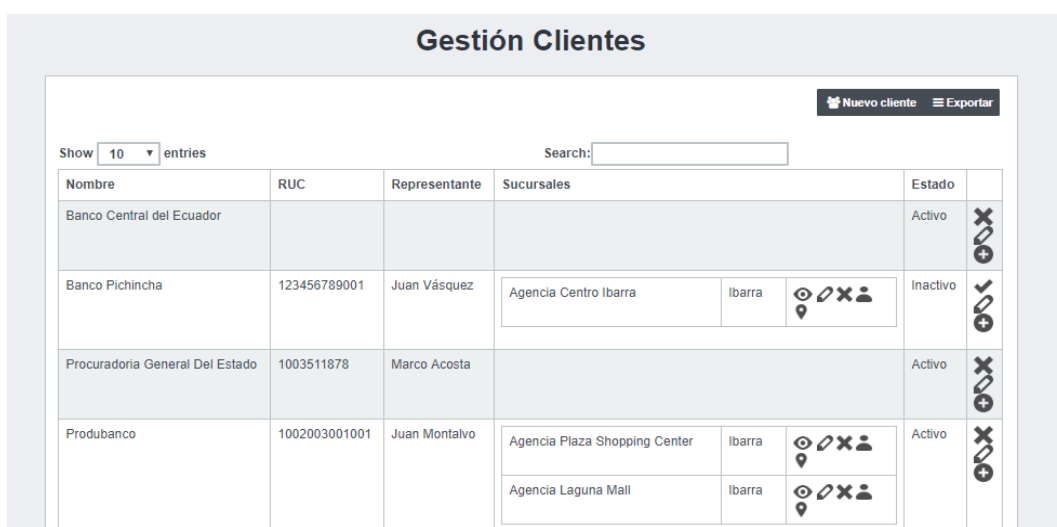 Gestión Clientes
Nuevo cliente Exportar
Show 10 entries Search:
Nombre RUC Representante Sucursales Estado
Banco Central del Ecuador Activo
Banco Pichincha 123456789001 Juan Vásquez Agencia Centro Ibarra Ibarra Inactivo
Procuradoria General Del Estado 1003511878 Marco Acosta Activo
Produbanco 1002003001001 Juan Montalvo Agencia Plaza Shopping Center Ibarra Activo
Agencia Laguna Mall Ibarra